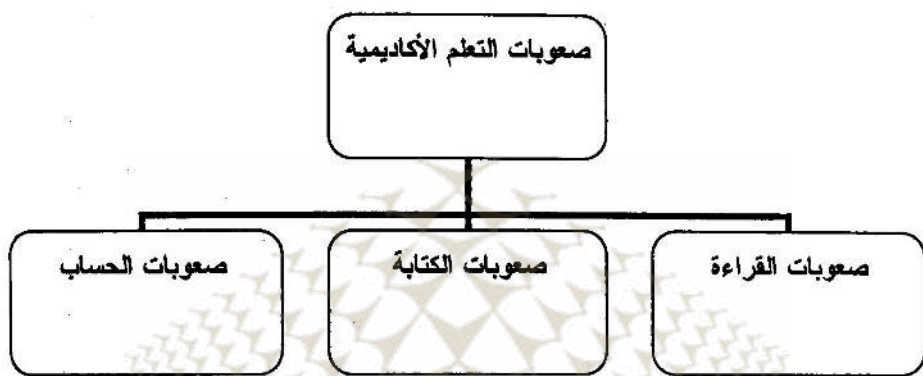 صعوبات التعلم الأكاديمية
صعوبات القراءة
صعوبات الكتابة
صعوبات الحساب